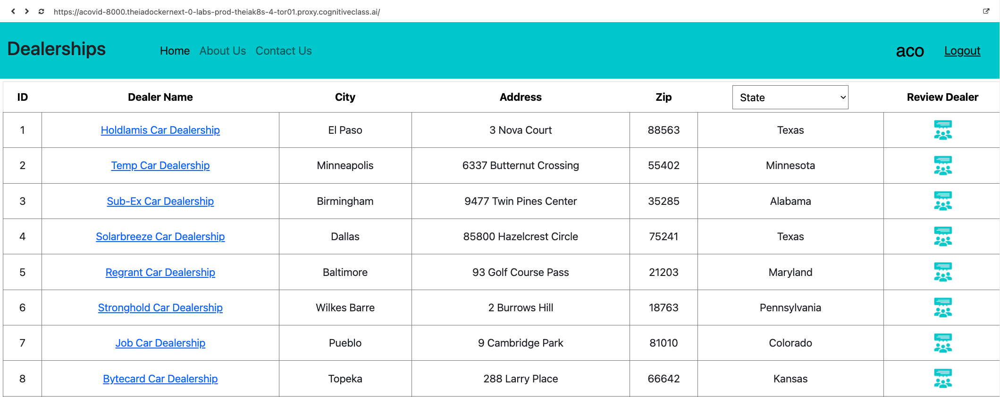 https://acovid-8000.theiadockernext-0-labs-prod-theiak8s-4-tor01.proxy.cognitiveclass.ai/
Dealerships Home About Us Contact Us aco Logout
ID Dealer Name City Address Zip State Review Dealer
1 Holdlamis Car Dealership El Paso 3 Nova Court 88563 Texas
2 Temp Car Dealership Minneapolis 6337 Butternut Crossing 55402 Minnesota
3 Sub-Ex Car Dealership Birmingham 9477 Twin Pines Center 35285 Alabama
4 Solarbreeze Car Dealership Dallas 85800 Hazelcrest Circle 75241 Texas
5 Regrant Car Dealership Baltimore 93 Golf Course Pass 21203 Maryland
6 Stronghold Car Dealership Wilkes Barre 2 Burrows Hill 18763 Pennsylvania
7 Job Car Dealership Pueblo 9 Cambridge Park 81010 Colorado
8 Bytecard Car Dealership Topeka 288 Larry Place 66642 Kansas